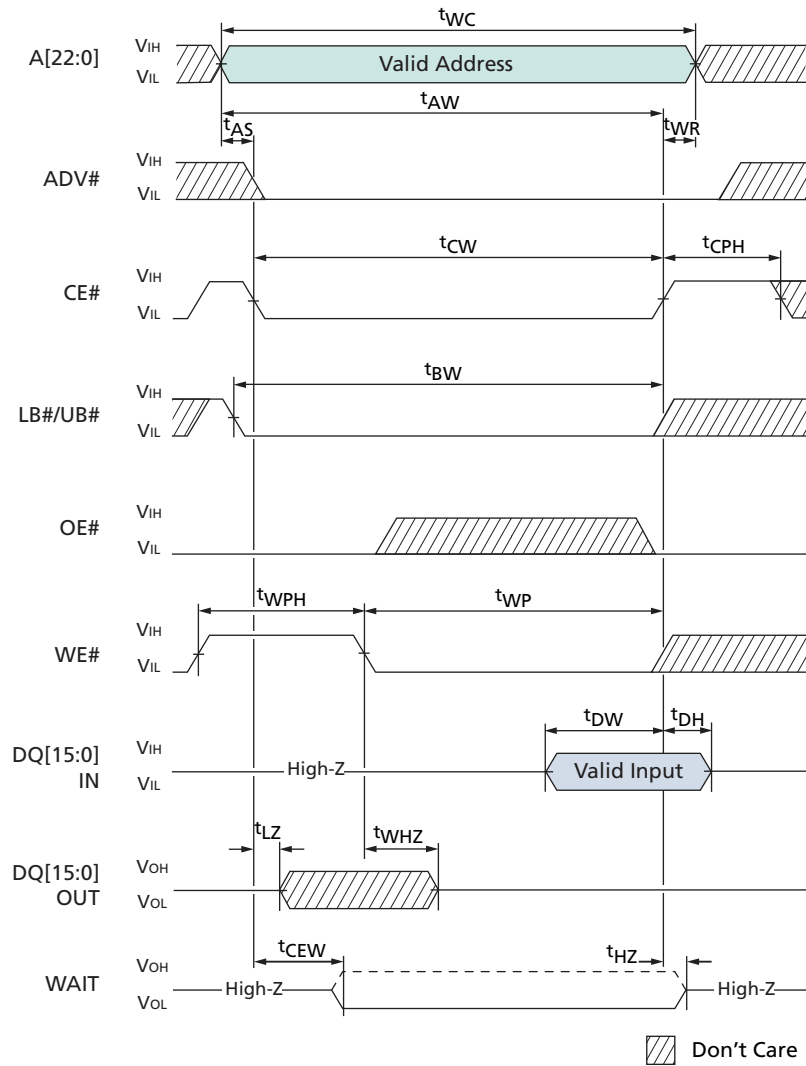 tWC
A[22:0]
VIH
VIL
Valid Address
tAW
tAS
tWR
ADV#
VIH
VIL
tCW
tCPH
CE#
VIH
VIL
tBW
LB#/UB#
VIH
VIL
OE#
VIH
VIL
tWPH
tWP
WE#
VIH
VIL
tDW
tDH
DQ[15:0]
IN
VIH
VIL
High-Z
Valid Input
tLZ
tWHZ
DQ[15:0]
OUT
VOH
VOL
tCEW
tHZ
WAIT
VOH
VOL
High-Z
High-Z
Don't Care